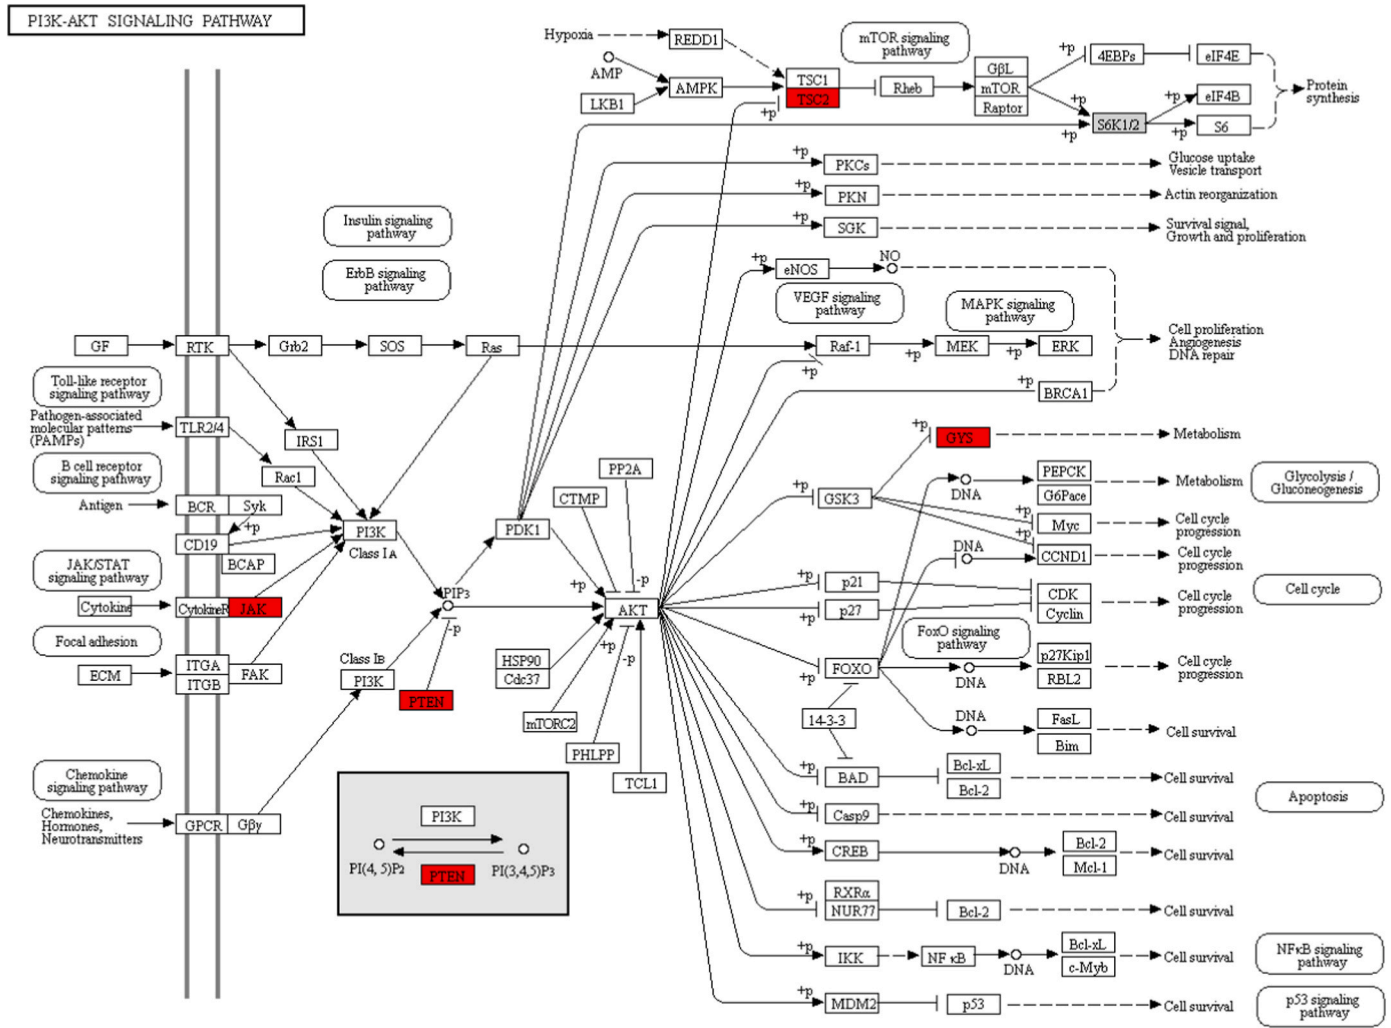 PI3K-AKT SIGNALING PATHWAY
Hypoxia
REDD1
mTOR signaling
pathway
+p
4EBPs
eIF4E
AMP
AMPK
LKB1
TSC1
TSC2
+p
Rheb
GβL
mTOR
Raptor
+p
S6K1/2
+p
+p
eIF4B
+p
S6
Protein
synthesis
+p
PKCs
Glucose uptake
Vesicle transport
+p
PKN
Actin reorganization
+p
SGK
Survival signal,
Growth and proliferation
Insulin signaling
pathway
ErbB signaling
pathway
+p
eNOS
NO
VEGF signaling
pathway
MAPK signaling
pathway
GF
RTK
Grb2
SOS
Ras
Raf-1
+p
+p
MEK
+p
ERK
Cell proliferation
Angiogenesis
DNA repair
+p
BRCA1
Toll-like receptor
signaling pathway
Pathogen-associated
molecular patterns
(PAMPs)
TLR2/4
IRS1
Rac1
+p
GYS
Metabolism
B cell receptor
signaling pathway
Antigen
BCR
Syk
+p
CD19
BCAP
PI3K
Class IA
PDK1
CTMP
PP2A
+p
-p
+p
GSK3
DNA
PEPCK
G6Pace
Metabolism
Glycolysis /
Gluconeogenesis
+p
Myc
Cell cycle
progression
+p
DNA
CCND1
Cell cycle
progression
JAK/STAT
signaling pathway
Cytokine
CytokineR
JAK
PIP3
-p
AKT
+p
p21
+p
p27
CDK
Cyclin
Cell cycle
progression
Cell cycle
Focal adhesion
ECM
ITGA
ITGB
FAK
Class IB
PI3K
PTEN
HSP90
Cdc37
+p
-p
mTORC2
PHLPP
TCL1
FoxO signaling
pathway
+p
FOXO
DNA
p27Kip1
RBL2
Cell cycle
progression
14-3-3
DNA
FasL
Bim
Cell survival
Chemokine
signaling pathway
Chemokines,
Hormones,
Neurotransmitters
GPCR
Gβγ
PI3K
PI(4, 5)P2
PTEN
PI(3,4,5)P3
+p
BAD
Bcl-xL
Bcl-2
Cell survival
Apoptosis
+p
Casp9
Cell survival
+p
CREB
DNA
Bcl-2
Mcl-1
Cell survival
+p
RXRα
NUR77
Bcl-2
Cell survival
+p
IKK
NFκB
DNA
Bcl-xL
c-Myb
Cell survival
NFκB signaling
pathway
+p
MDM2
p53
Cell survival
p53 signaling
pathway